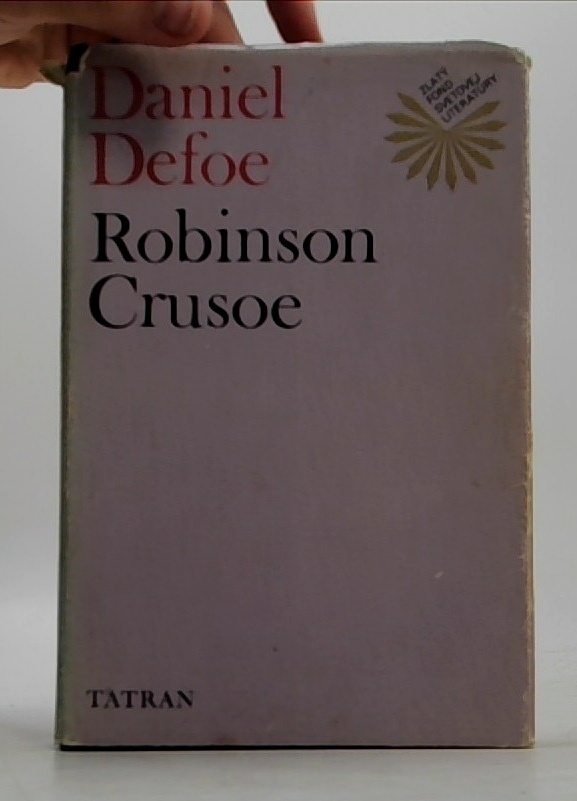 Daniel
Defoe
ZLATÝ
FOND
SVETOVEJ
LITERATÚRY
Robinson
Crusoe
TATRAN